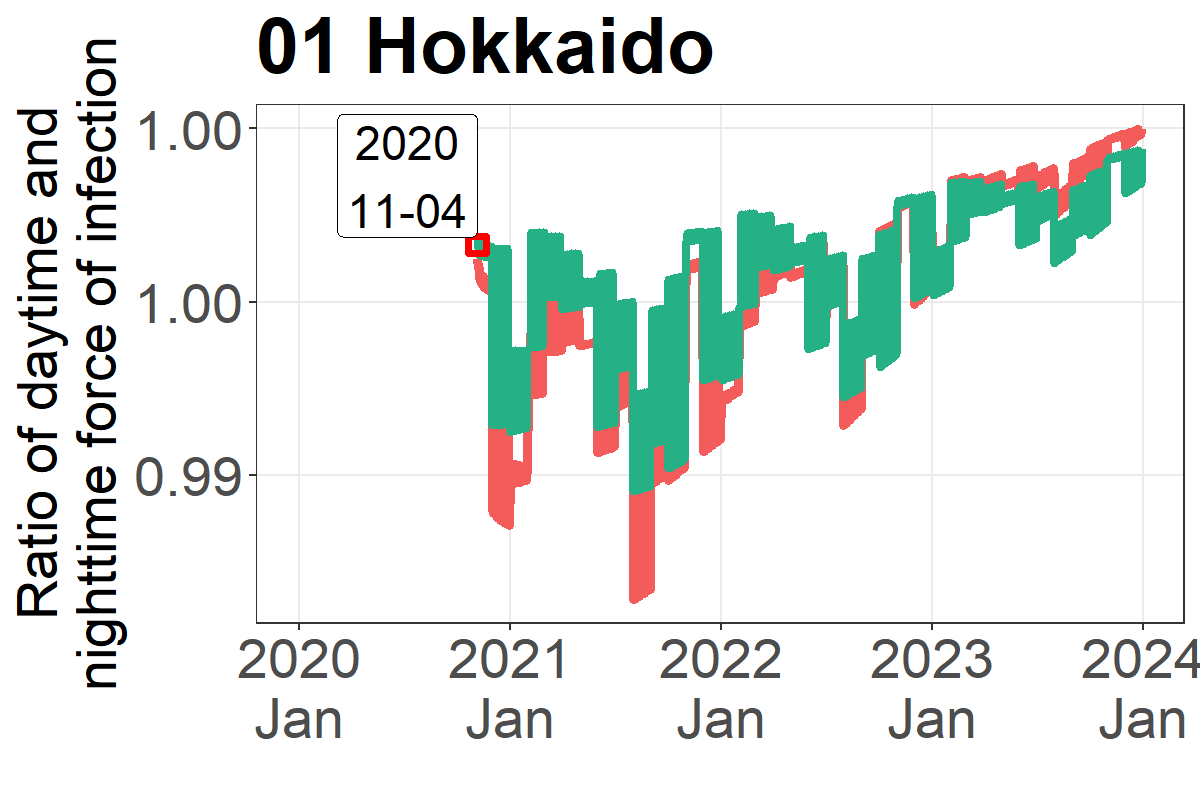 01 Hokkaido
Ratio of daytime and
nighttime force of infection
1.00
1.00
0.99
2020
11-04
2020
Jan
2021
Jan
2022
Jan
2023
Jan
2024
Jan